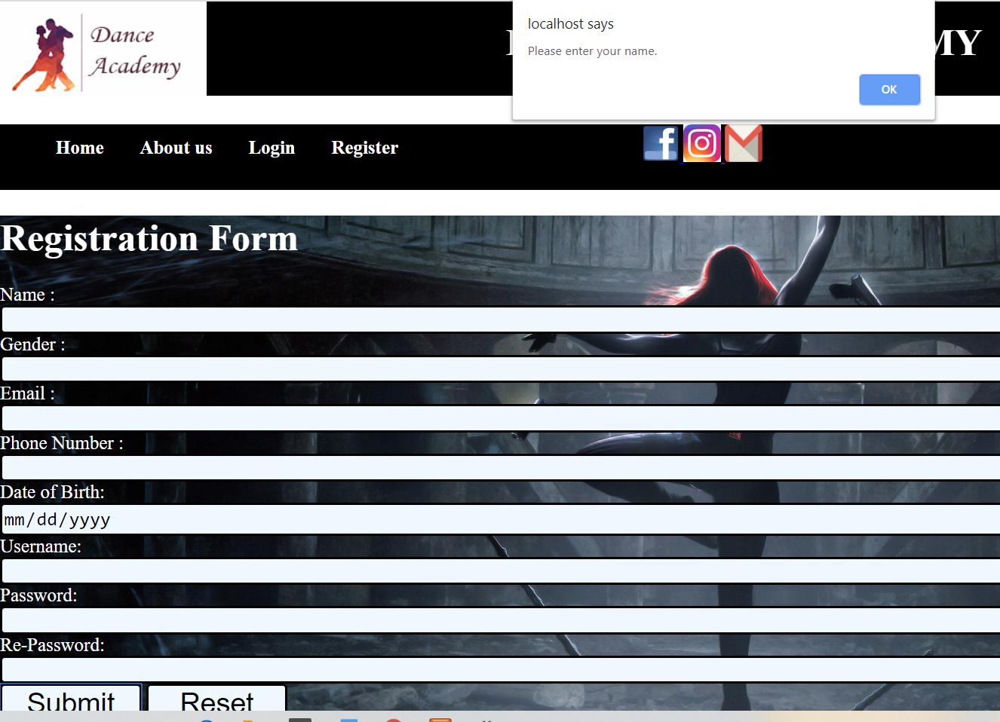 Dance
Academy
MY
localhost says
Please enter your name.
OK
Home About us Login Register
f
Registration Form
Name :
Gender :
Email :
Phone Number :
Date of Birth:
mm/dd/yyyy
Username:
Password:
Re-Password:
Submit Reset